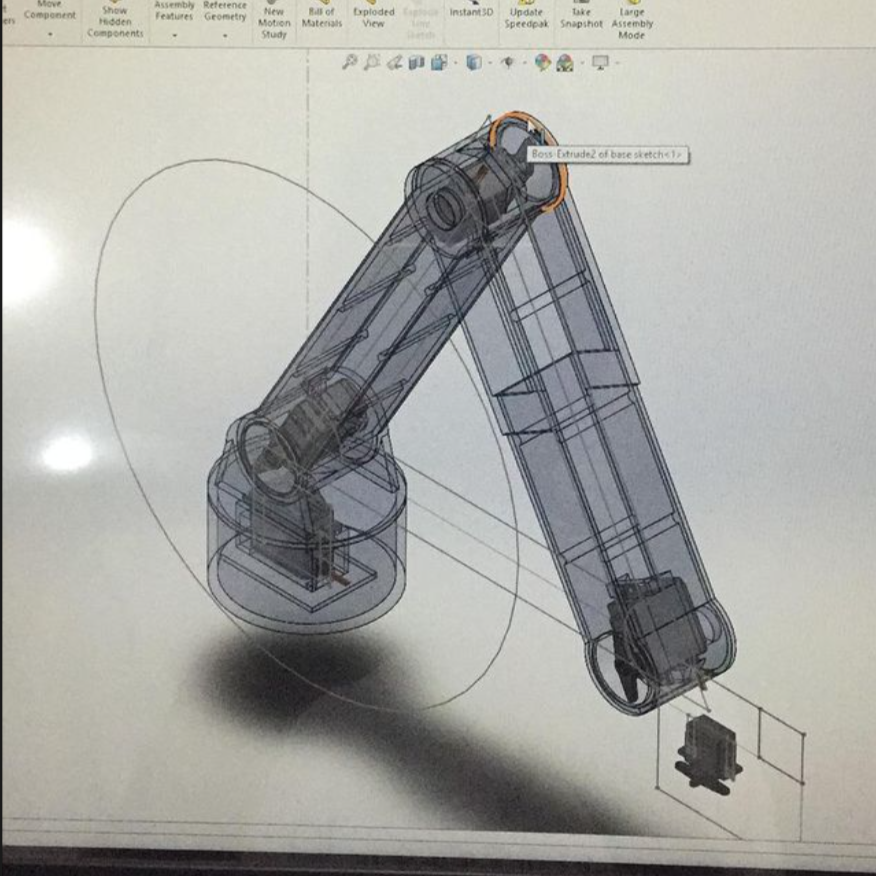 Move
Component
Show
Hidden
Components
Assembly
Features
Reference
Geometry
New
Motion
Study
Bill of
Materials
Exploded
View
Explode
Line
Sketch
Instant3D
Update
Speedpak
Take
Snapshot
Large
Assembly
Mode
Boss-Extrude2 of base sketch<1>